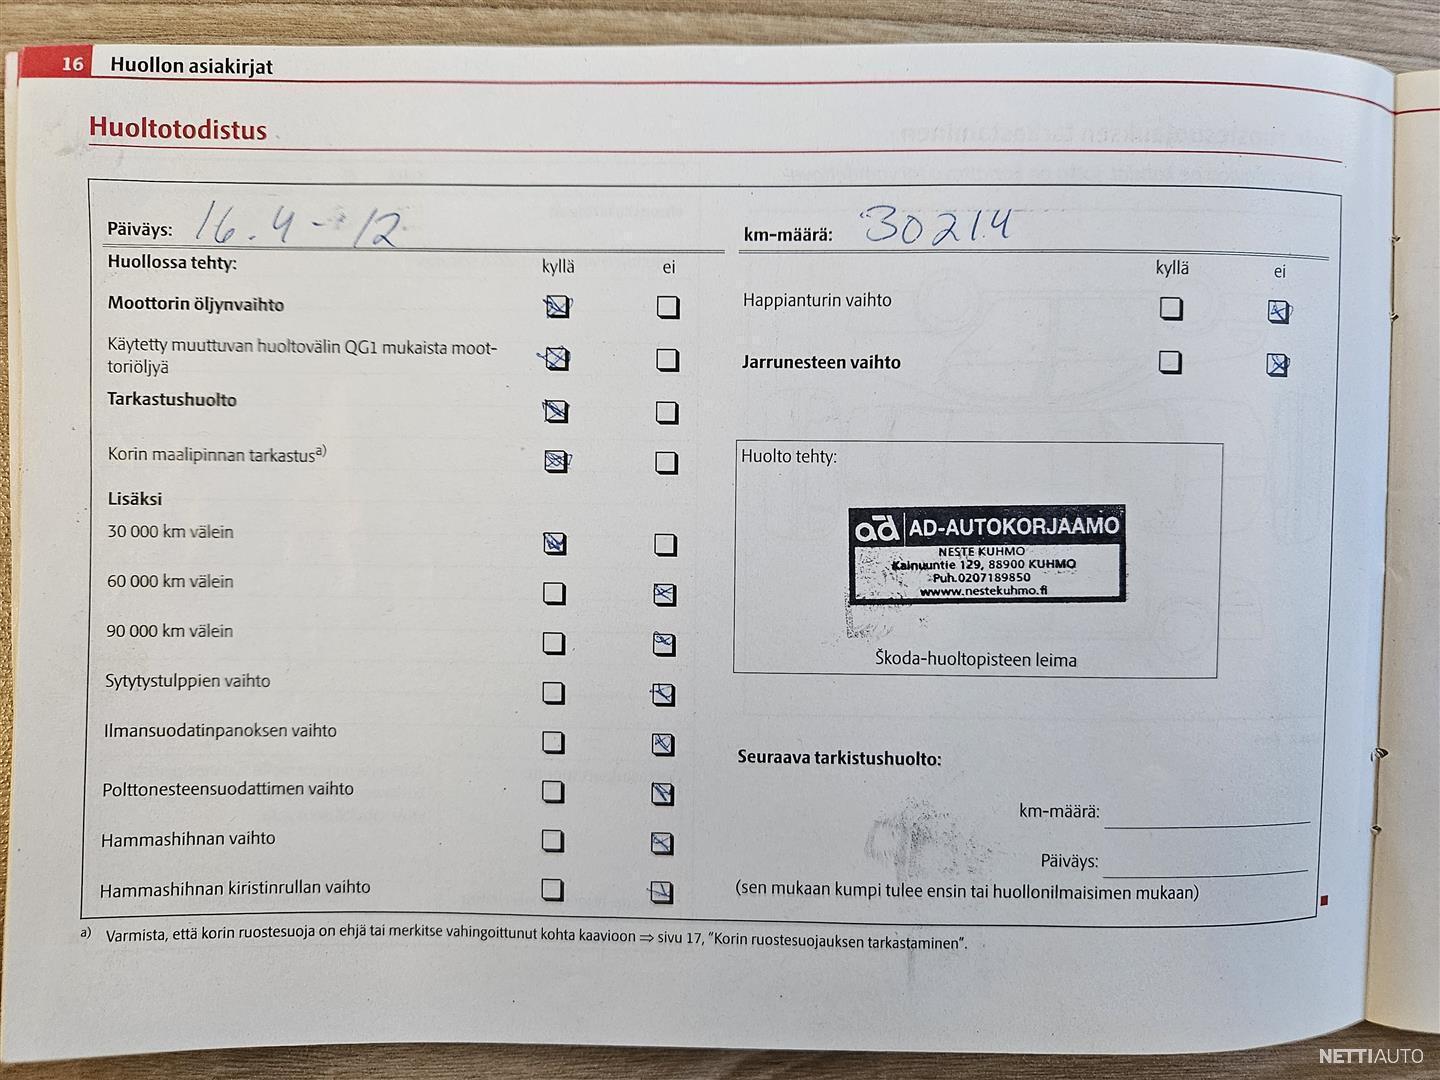 16 Huollon asiakirjat
Huoltotodistus
Päiväys: 16.4-12
Huollossa tehty: kyllä ei
Moottorin öljynvaihto
Käytetty muuttuvan huoltovälin QG1 mukaista moot-
toriöljyä
Tarkastushuolto
Korin maalipinnan tarkastusa)
Lisäksi
30 000 km välein
60 000 km välein
90 000 km välein
Sytytystulppien vaihto
Ilmansuodatinpanoksen vaihto
Polttonesteensuodattimen vaihto
Hammashihnan vaihto
Hammashihnan kiristinrullan vaihto
km-määrä: 30214
kyllä ei
Happianturin vaihto
Jarrunesteen vaihto
Huolto tehty:
ad AD-AUTOKORJAAMO
NESTE KUHMO
Kainuuntie 129, 88900 KUHMO
Puh.0207189850
wwww.nestekuhmo.fi
Škoda-huoltopisteen leima
Seuraava tarkistushuolto:
km-määrä:
Päiväys:
(sen mukaan kumpi tulee ensin tai huollonilmaisimen mukaan)
a) Varmista, että korin ruostesuoja on ehjä tai merkitse vahingoittunut kohta kaavioon ⇒ sivu 17, "Korin ruostesuojauksen tarkastaminen".
NETTIAUTO